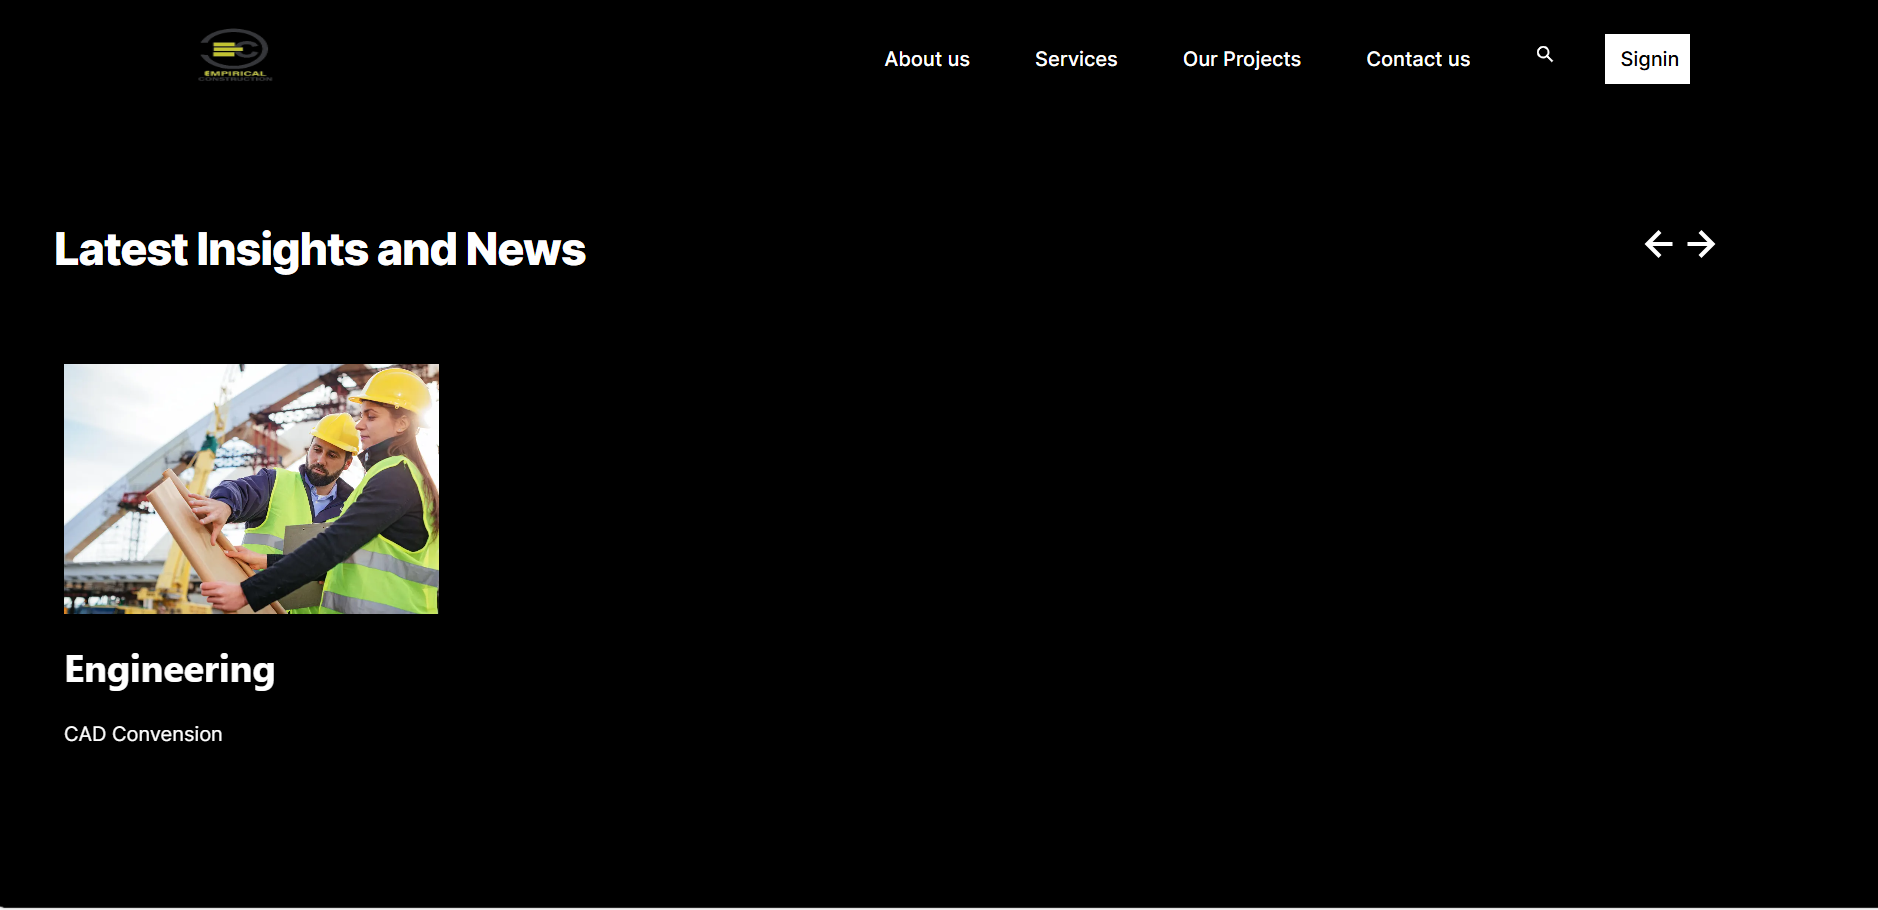 EMPIRICAL
CONSTRUCTION
About us
Services
Our Projects
Contact us
Signin
Latest Insights and News
Engineering
CAD Convension